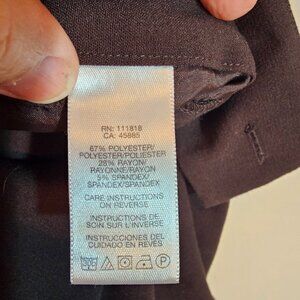 RN: 111818
CA: 45885
67% POLYESTER/
POLYESTER/POLIESTER
28% RAYON/
RAYONNE/RAYON
5% SPANDEX/
SPANDEX/SPANDEX
CARE INSTRUCTIONS
ON REVERSE
INSTRUCTIONS DE
SOIN SUR L'INVERSE
INSTRUCCIONES DEL
CUIDADO EN REVÉS
P